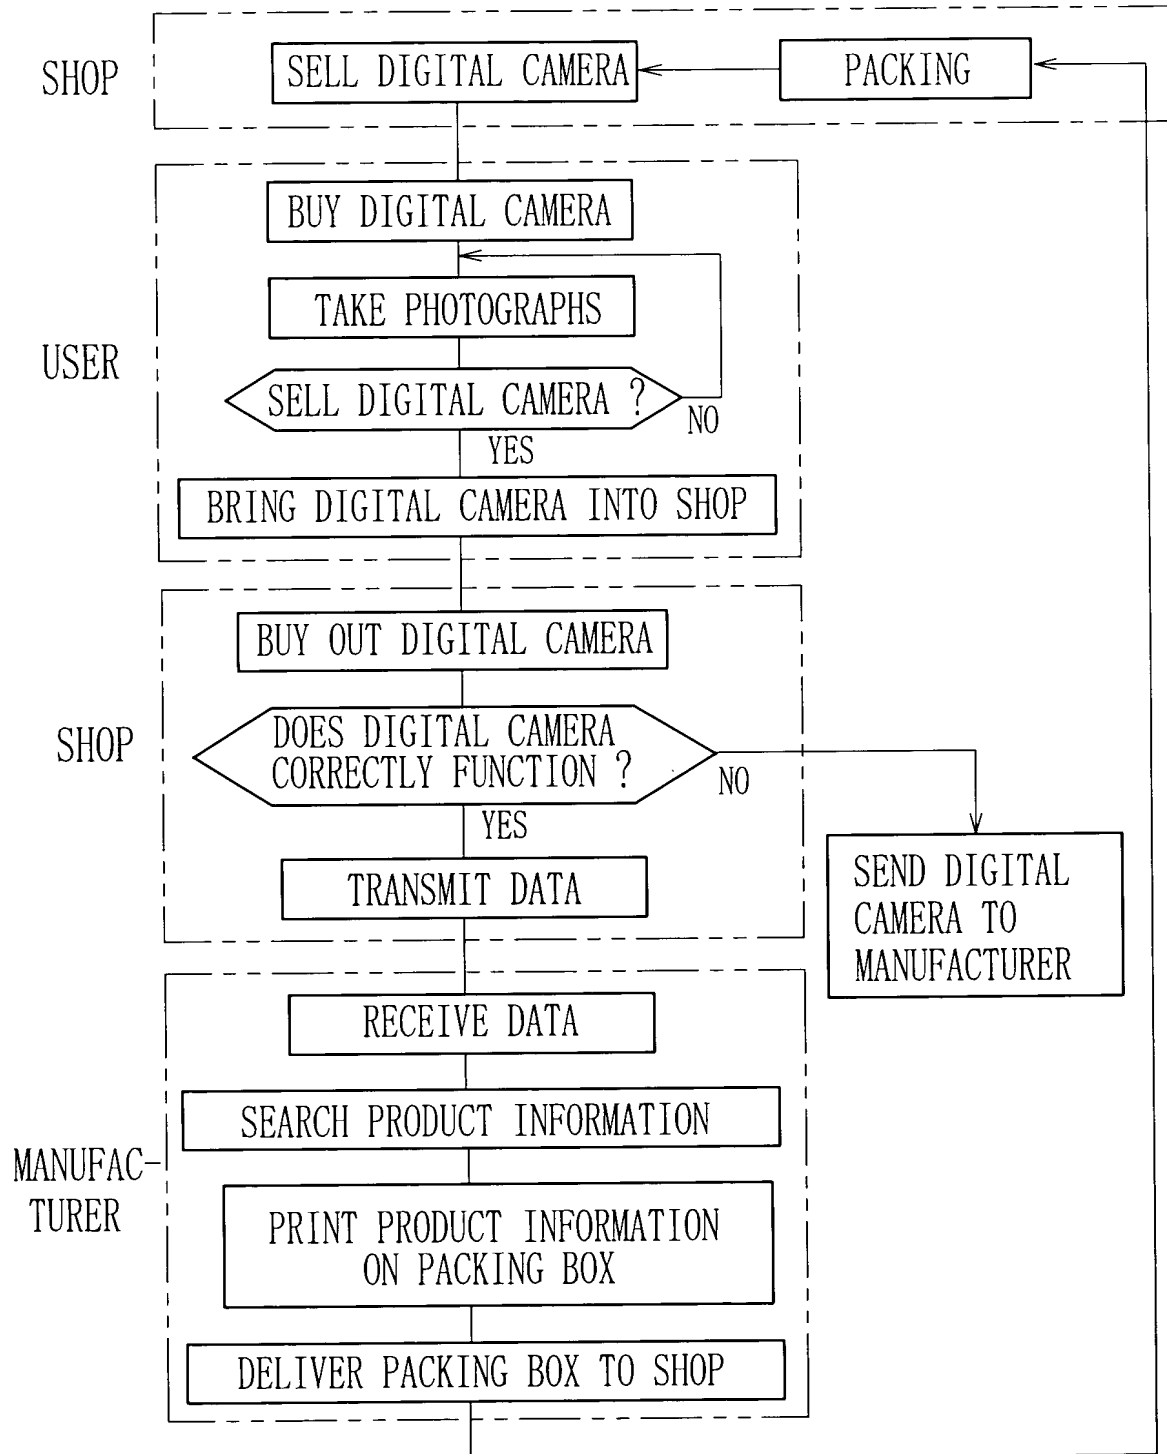 SHOP
SELL DIGITAL CAMERA
PACKING
USER
BUY DIGITAL CAMERA
TAKE PHOTOGRAPHS
SELL DIGITAL CAMERA ?
NO
YES
BRING DIGITAL CAMERA INTO SHOP
SHOP
BUY OUT DIGITAL CAMERA
DOES DIGITAL CAMERA
CORRECTLY FUNCTION ?
NO
YES
TRANSMIT DATA
SEND DIGITAL
CAMERA TO
MANUFACTURER
MANUFAC-
TURER
RECEIVE DATA
SEARCH PRODUCT INFORMATION
PRINT PRODUCT INFORMATION
ON PACKING BOX
DELIVER PACKING BOX TO SHOP